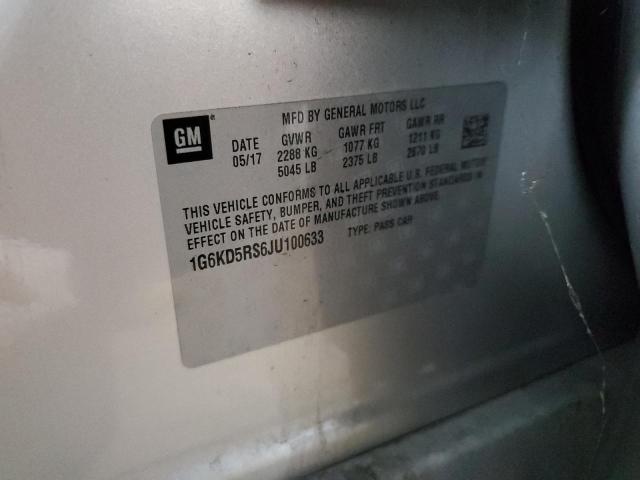 GM
MFD BY GENERAL MOTORS LLC
DATE GVWR GAWR FRT GAWR RR
05/17 2288 KG 1077 KG 1211 KG
5045 LB 2375 LB 2670 LB
THIS VEHICLE CONFORMS TO ALL APPLICABLE U.S. FEDERAL MOTOR
VEHICLE SAFETY, BUMPER, AND THEFT PREVENTION STANDARDS IN
EFFECT ON THE DATE OF MANUFACTURE SHOWN ABOVE.
1G6KD5RS6JU100633 TYPE: PASS CAR